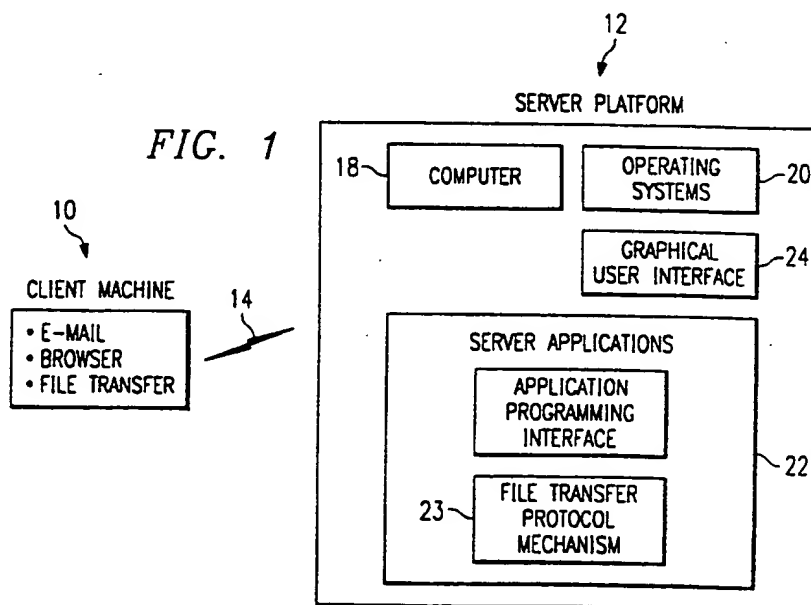 12
SERVER PLATFORM
FIG. 1
18
COMPUTER
OPERATING
SYSTEMS
20
10
GRAPHICAL
USER INTERFACE
24
CLIENT MACHINE
• E-MAIL
• BROWSER
• FILE TRANSFER
14
SERVER APPLICATIONS
APPLICATION
PROGRAMMING
INTERFACE
22
23
FILE TRANSFER
PROTOCOL
MECHANISM